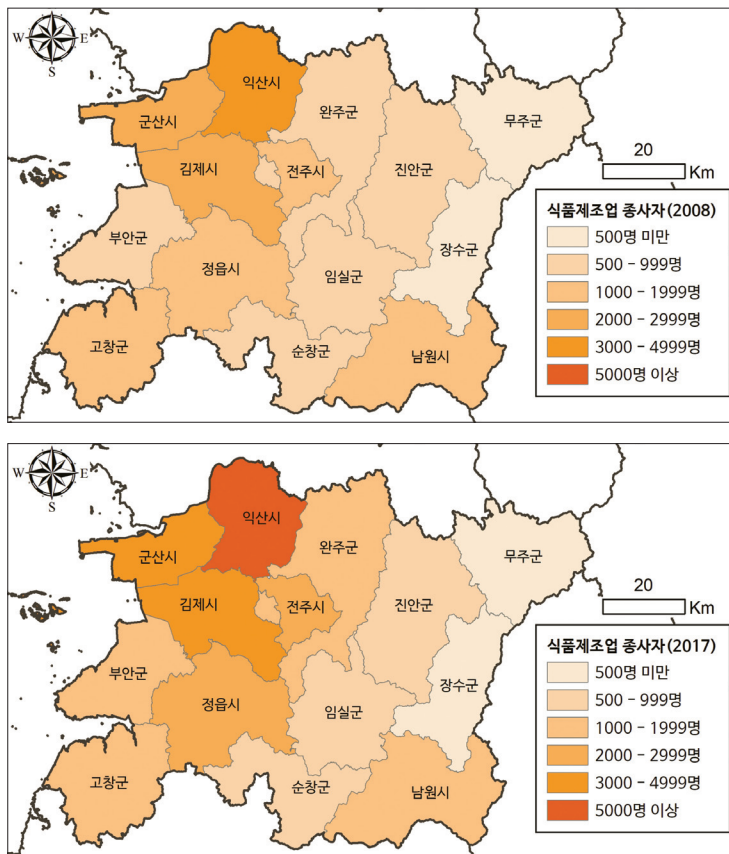 N
W E
S
익산시
완주군
무주군
군산시
김제시
전주시
진안군
20
Km
부안군
장수군
정읍시
임실군
고창군
순창군
남원시
식품제조업 종사자(2008)
500명 미만
500 - 999명
1000 - 1999명
2000 - 2999명
3000 - 4999명
5000명 이상
N
W E
S
익산시
완주군
무주군
군산시
김제시
전주시
진안군
20
Km
부안군
장수군
정읍시
임실군
고창군
순창군
남원시
식품제조업 종사자(2017)
500명 미만
500 - 999명
1000 - 1999명
2000 - 2999명
3000 - 4999명
5000명 이상